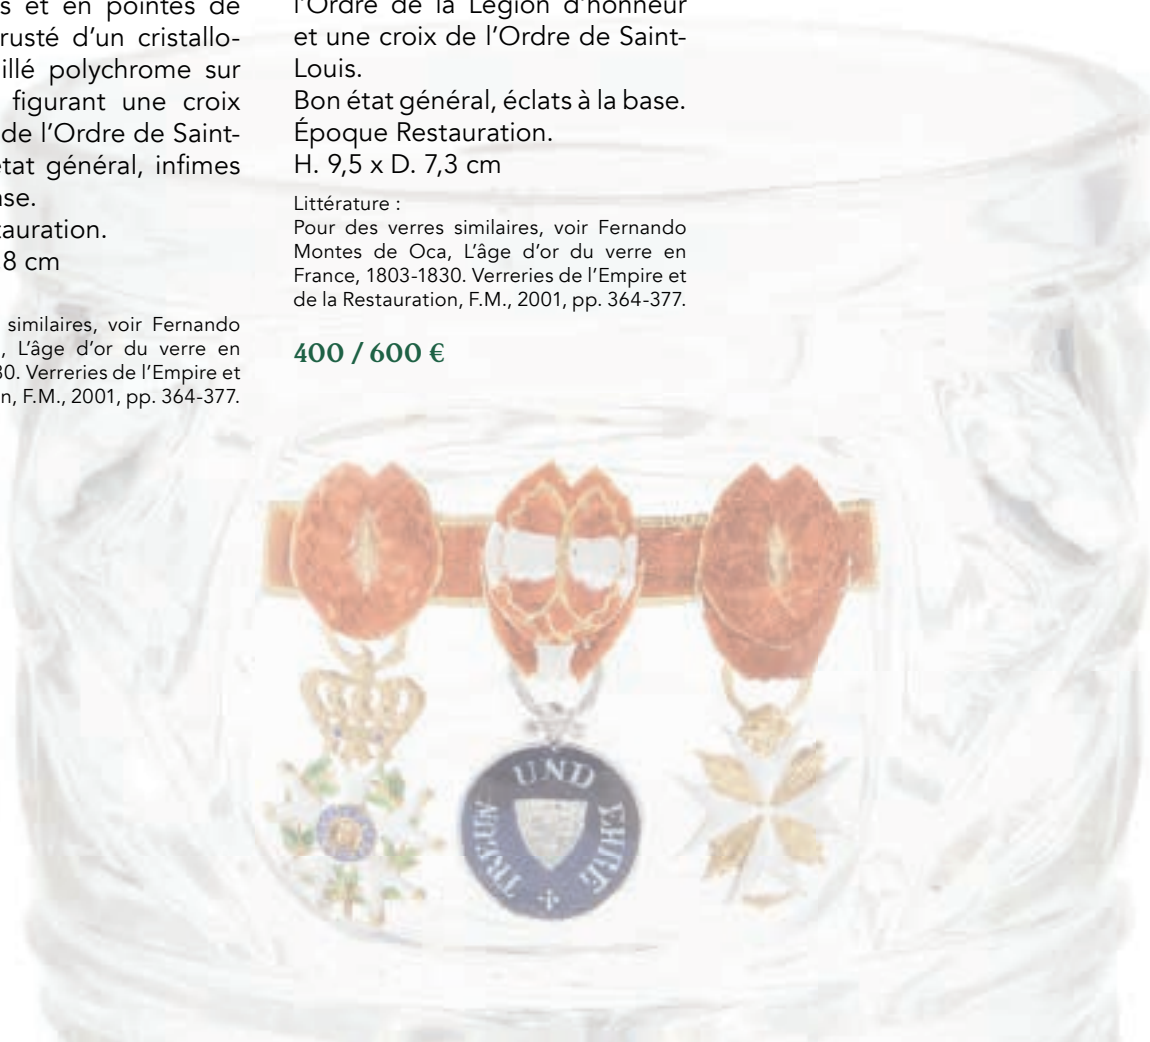 s et en pointes de
rusté d’un cristallo-
illé polychrome sur
figurant une croix
de l’Ordre de Saint-
état général, infimes
ase.
tauration.
8 cm
similaires, voir Fernando
, L’âge d’or du verre en
30. Verreries de l’Empire et
n, F.M., 2001, pp. 364-377.
l’Ordre de la Légion d’honneur
et une croix de l’Ordre de Saint-
Louis.
Bon état général, éclats à la base.
Époque Restauration.
H. 9,5 x D. 7,3 cm
Littérature :
Pour des verres similaires, voir Fernando
Montes de Oca, L’âge d’or du verre en
France, 1803-1830. Verreries de l’Empire et
de la Restauration, F.M., 2001, pp. 364-377.
400 / 600 €
TREUE UND EHRE